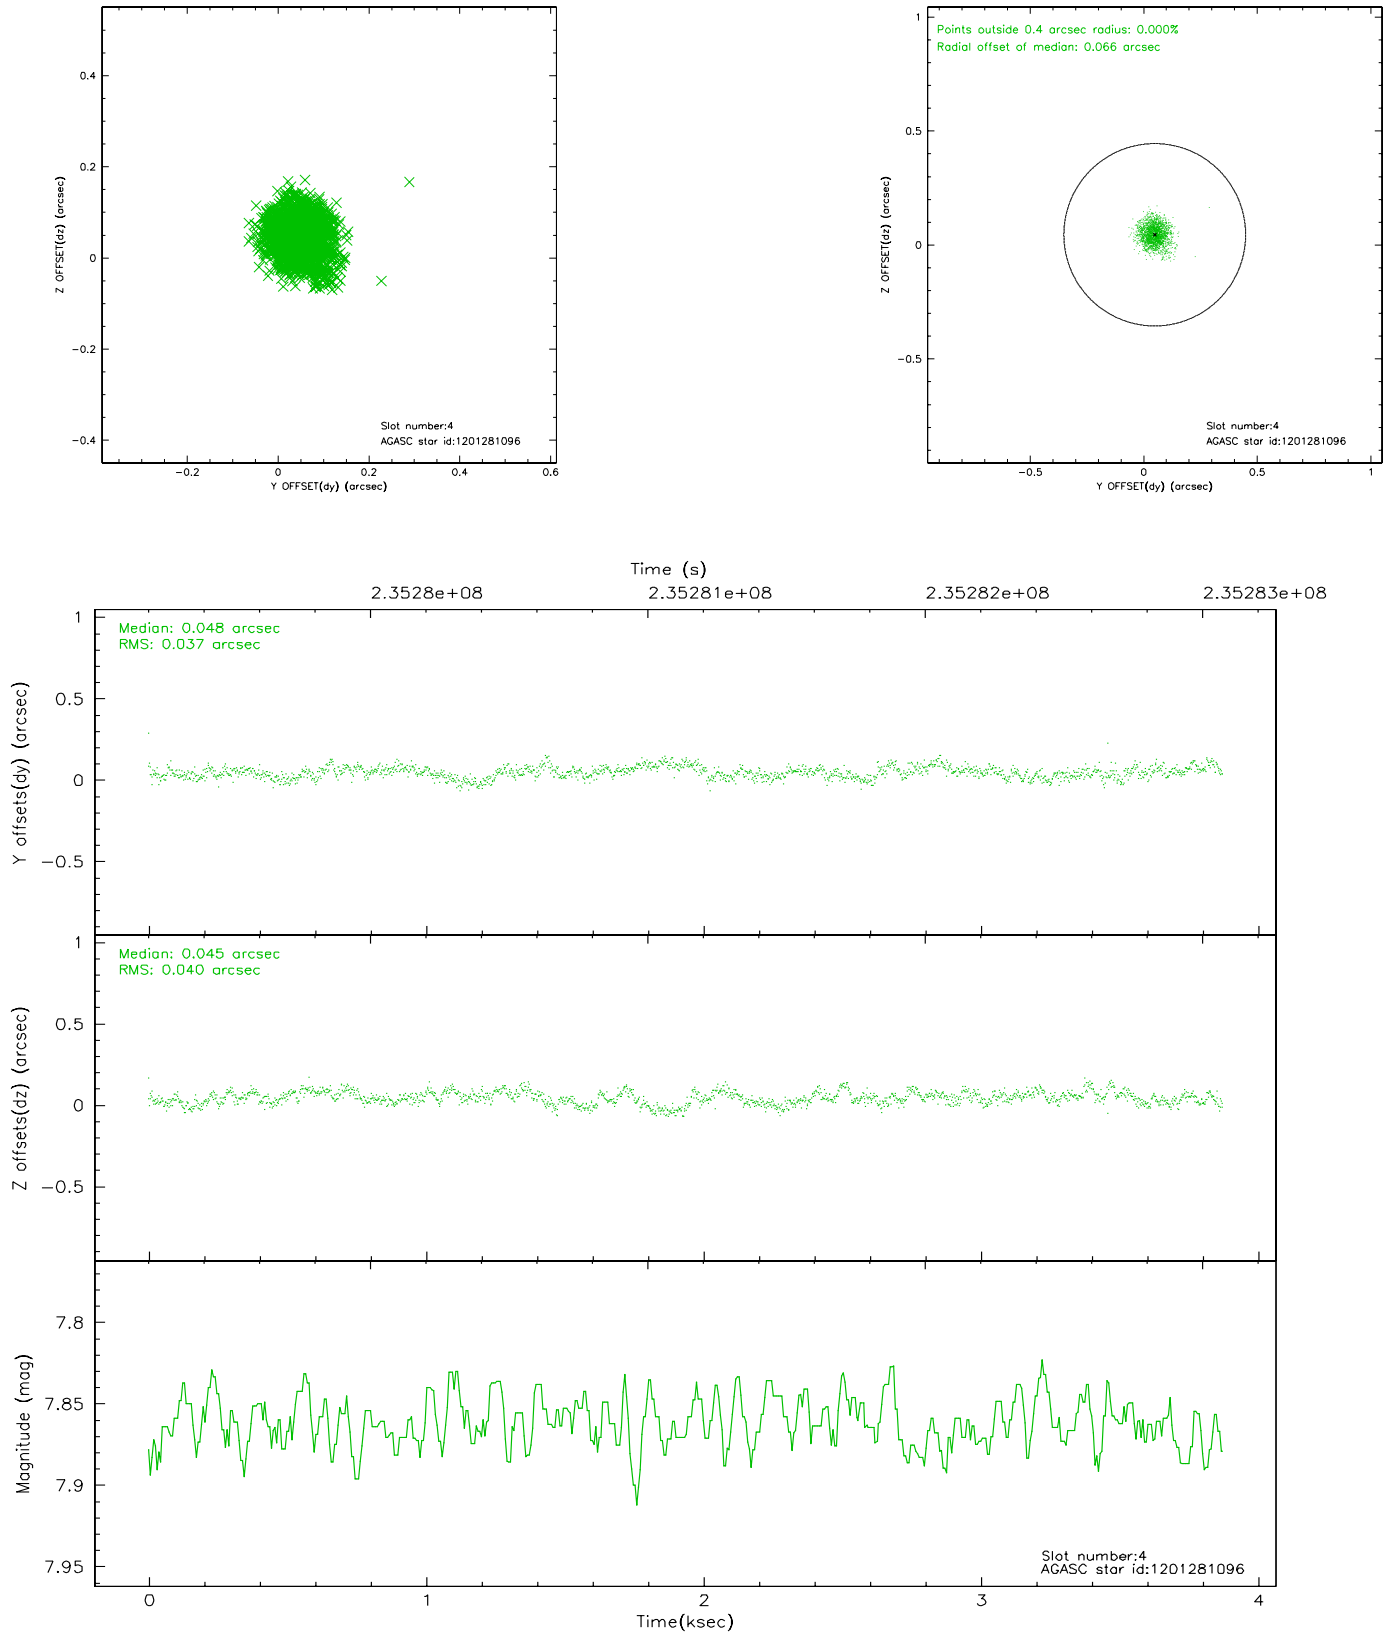 Points outside 0.4 arcsec radius: 0.000%
Radial offset of median: 0.066 arcsec
0.4
0.2
0
−0.2
−0.4
Z OFFSET(dz) (arcsec)
Slot number:4
AGASC star id:1201281096
−0.2
0
0.2
0.4
0.6
Y OFFSET(dy) (arcsec)
1
0.5
0
−0.5
Z OFFSET(dz) (arcsec)
Slot number:4
AGASC star id:1201281096
−0.5
0
0.5
1
Y OFFSET(dy) (arcsec)
Time (s)
2.3528e+08
2.35281e+08
2.35282e+08
2.35283e+08
Median: 0.048 arcsec
RMS: 0.037 arcsec
1
0.5
0
−0.5
Y offsets(dy) (arcsec)
Median: 0.045 arcsec
RMS: 0.040 arcsec
1
0.5
0
−0.5
Z offsets(dz) (arcsec)
7.8
7.85
7.9
7.95
Magnitude (mag)
Slot number:4
AGASC star id:1201281096
0
1
2
3
4
Time(ksec)